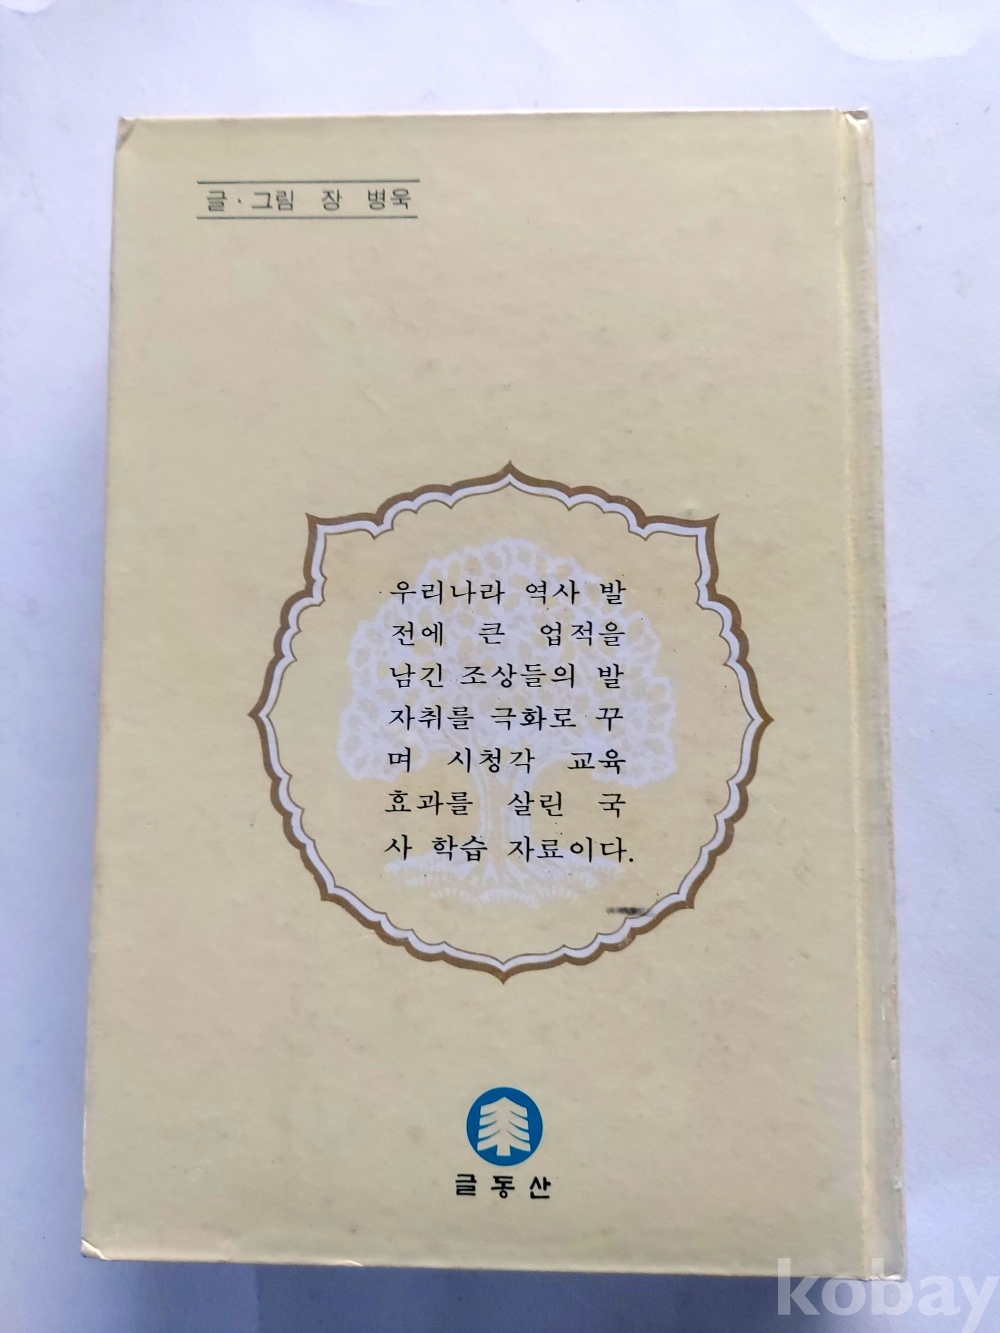 글·그림 장 병욱
우리나라 역사 발
전에 큰 업적을
남긴 조상들의 발
자취를 극화로 꾸
며 시청각 교육
효과를 살린 국
사 학습 자료이다.
글동산
kobay